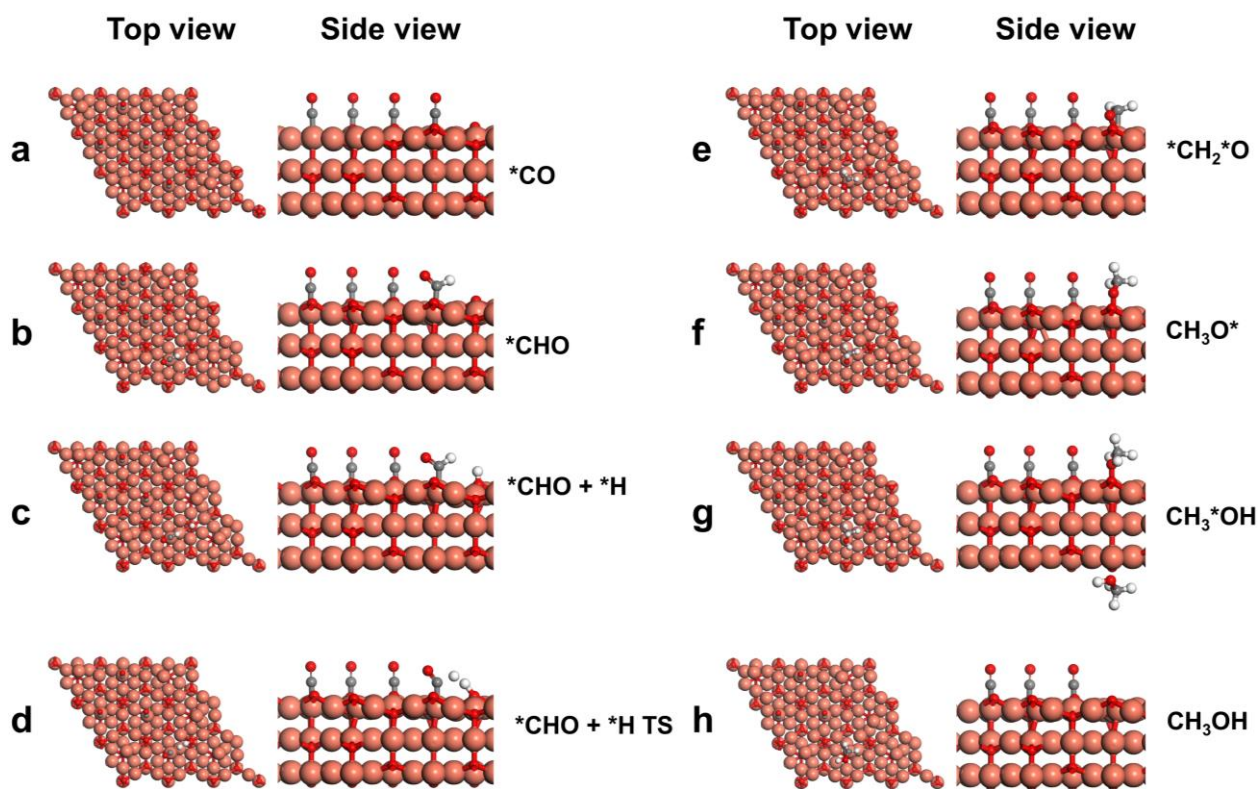 Top view Side view Top view Side view
a *CO e *CH₂*O
b *CHO f CH₃O*
c *CHO + *H g CH₃*OH
d *CHO + *H TS h CH₃OH